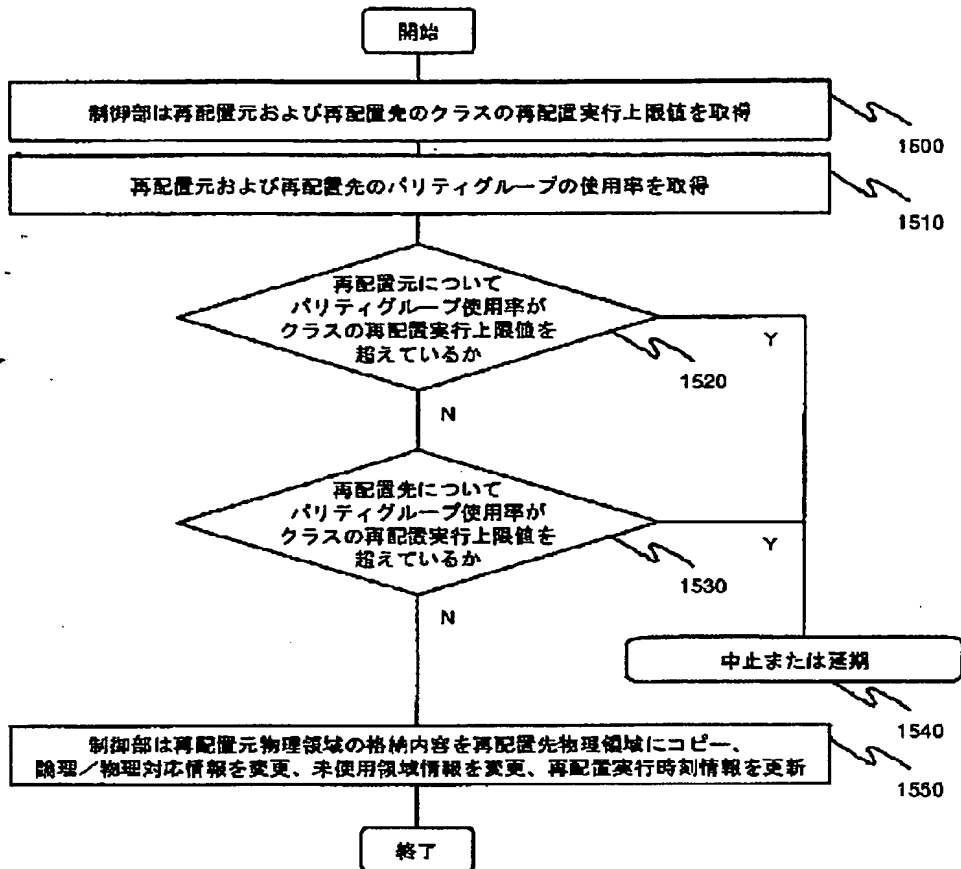 開始
制御部は再配置元および再配置先のクラスの再配置実行上限値を取得
1500
再配置元および再配置先のパリティグループの使用率を取得
1510
再配置元について
パリティグループ使用率が
クラスの再配置実行上限値を
超えているか
Y
1520
N
再配置先について
パリティグループ使用率が
クラスの再配置実行上限値を
超えているか
Y
1530
N
中止または延期
1540
制御部は再配置元物理領域の格納内容を再配置先物理領域にコピー、
論理／物理対応情報を変更、未使用領域情報を変更、再配置実行時刻情報を更新
1550
終了